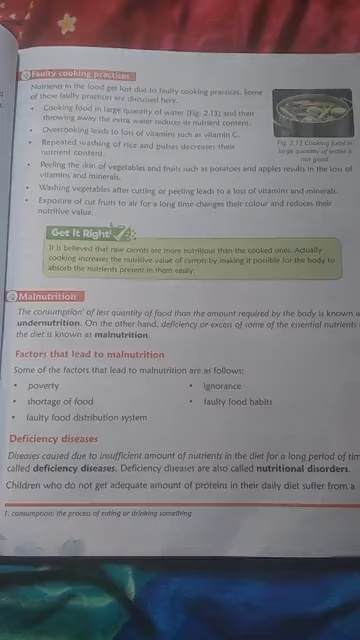 Faulty cooking practices
Nutrients in the food get lost due to faulty cooking practices. Some
of these faulty practices are discussed here.
• Cooking food in large quantity of water (Fig. 2.13) and then
throwing away the extra water reduces its nutrient content.
• Overcooking leads to loss of vitamins such as vitamin C.
• Repeated washing of rice and pulses decreases their
nutrient content.
Fig. 2.13 Cooking food in
large quantity of water is
not good
• Peeling the skin of vegetables and fruits such as potatoes and apples results in the loss of
vitamins and minerals.
• Washing vegetables after cutting or peeling leads to a loss of vitamins and minerals.
• Exposure of cut fruits to air for a long time changes their colour and reduces their
nutritive value.
Get It Right!
It is believed that raw carrots are more nutritious than the cooked ones. Actually
cooking increases the nutritive value of carrots by making it possible for the body to
absorb the nutrients present in them easily.
Malnutrition
The consumption¹ of less quantity of food than the amount required by the body is known a
undernutrition. On the other hand, deficiency or excess of some of the essential nutrients
the diet is known as malnutrition.
Factors that lead to malnutrition
Some of the factors that lead to malnutrition are as follows:
• poverty
• ignorance
• shortage of food
• faulty food habits
• faulty food distribution system
Deficiency diseases
Diseases caused due to insufficient amount of nutrients in the diet for a long period of tim
called deficiency diseases. Deficiency diseases are also called nutritional disorders.
Children who do not get adequate amount of proteins in their daily diet suffer from a
1. consumption: the process of eating or drinking something